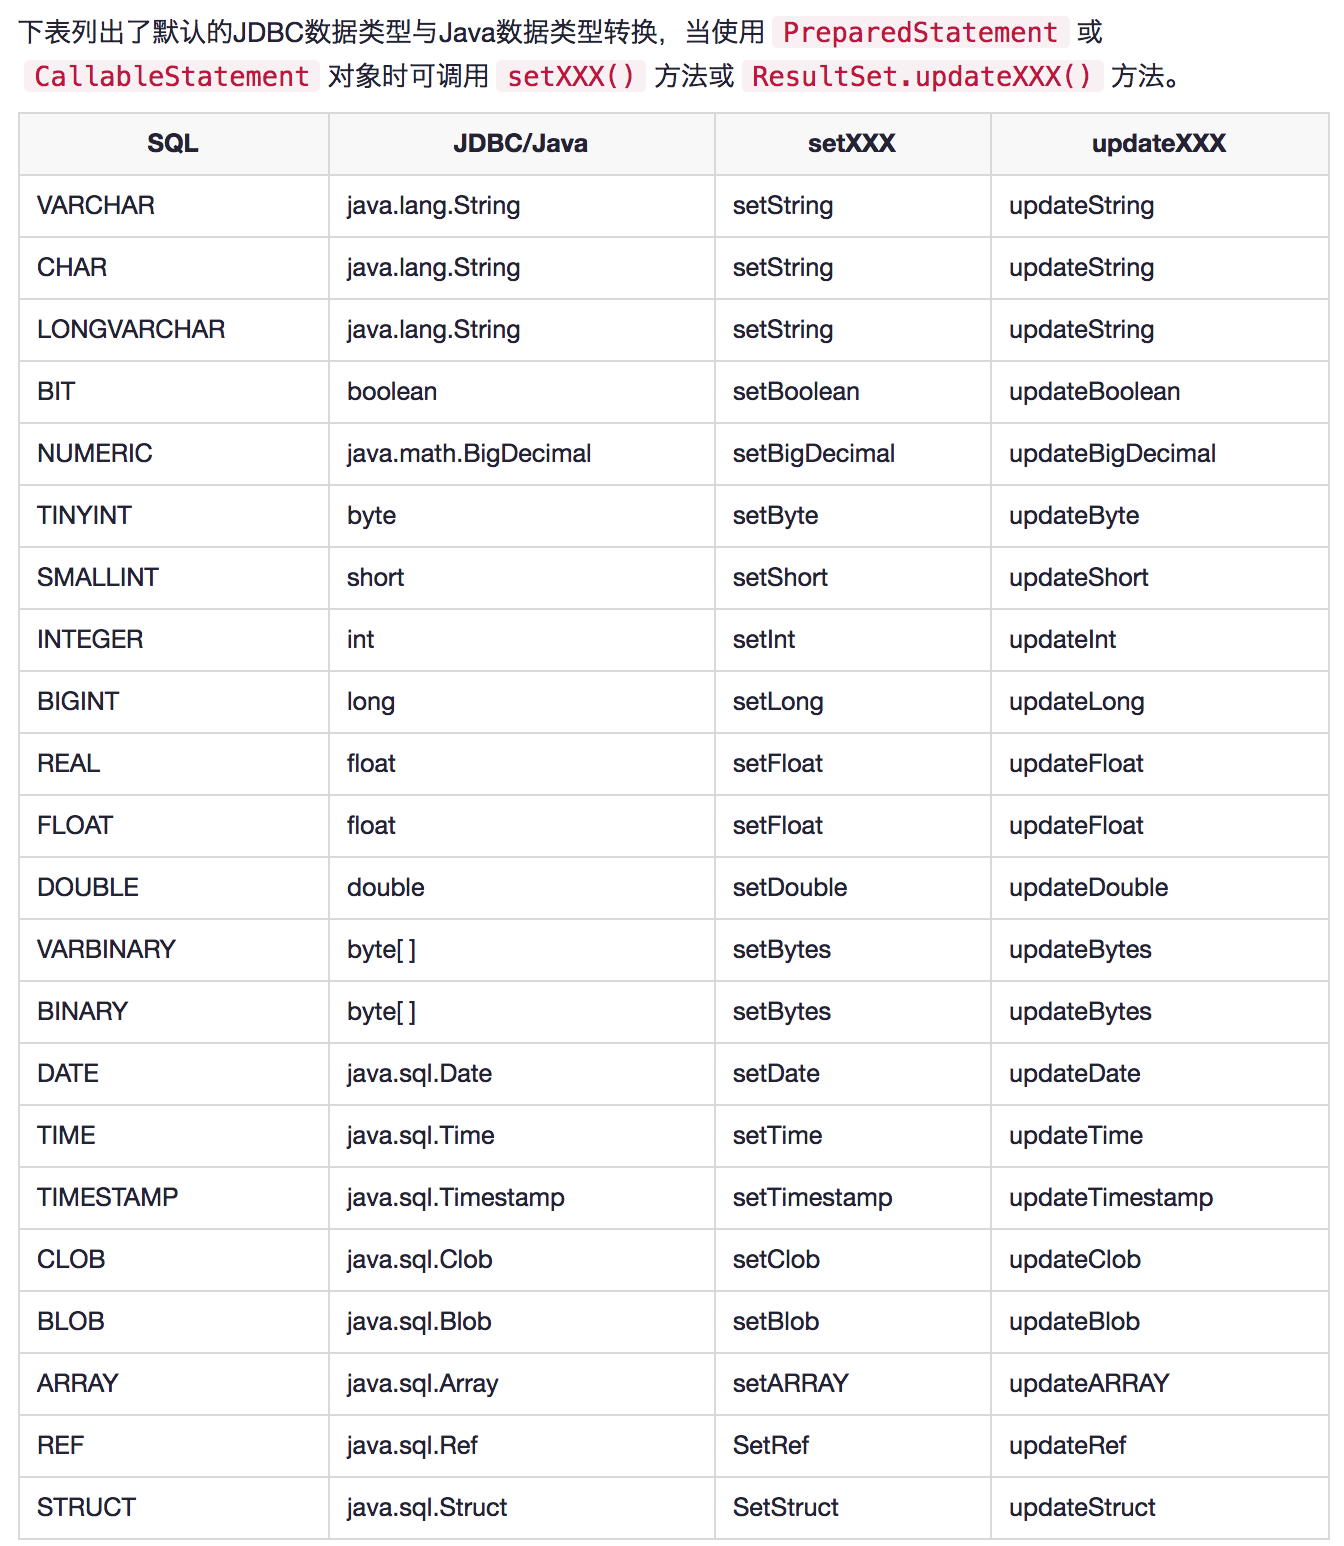 下表列出了默认的JDBC数据类型与Java数据类型转换，当使用 PreparedStatement 或
CallableStatement 对象时可调用 setXXX() 方法或 ResultSet.updateXXX() 方法。
SQL JDBC/Java setXXX updateXXX
VARCHAR java.lang.String setString updateString
CHAR java.lang.String setString updateString
LONGVARCHAR java.lang.String setString updateString
BIT boolean setBoolean updateBoolean
NUMERIC java.math.BigDecimal setBigDecimal updateBigDecimal
TINYINT byte setByte updateByte
SMALLINT short setShort updateShort
INTEGER int setInt updateInt
BIGINT long setLong updateLong
REAL float setFloat updateFloat
FLOAT float setFloat updateFloat
DOUBLE double setDouble updateDouble
VARBINARY byte[ ] setBytes updateBytes
BINARY byte[ ] setBytes updateBytes
DATE java.sql.Date setDate updateDate
TIME java.sql.Time setTime updateTime
TIMESTAMP java.sql.Timestamp setTimestamp updateTimestamp
CLOB java.sql.Clob setClob updateClob
BLOB java.sql.Blob setBlob updateBlob
ARRAY java.sql.Array setARRAY updateARRAY
REF java.sql.Ref SetRef updateRef
STRUCT java.sql.Struct SetStruct updateStruct